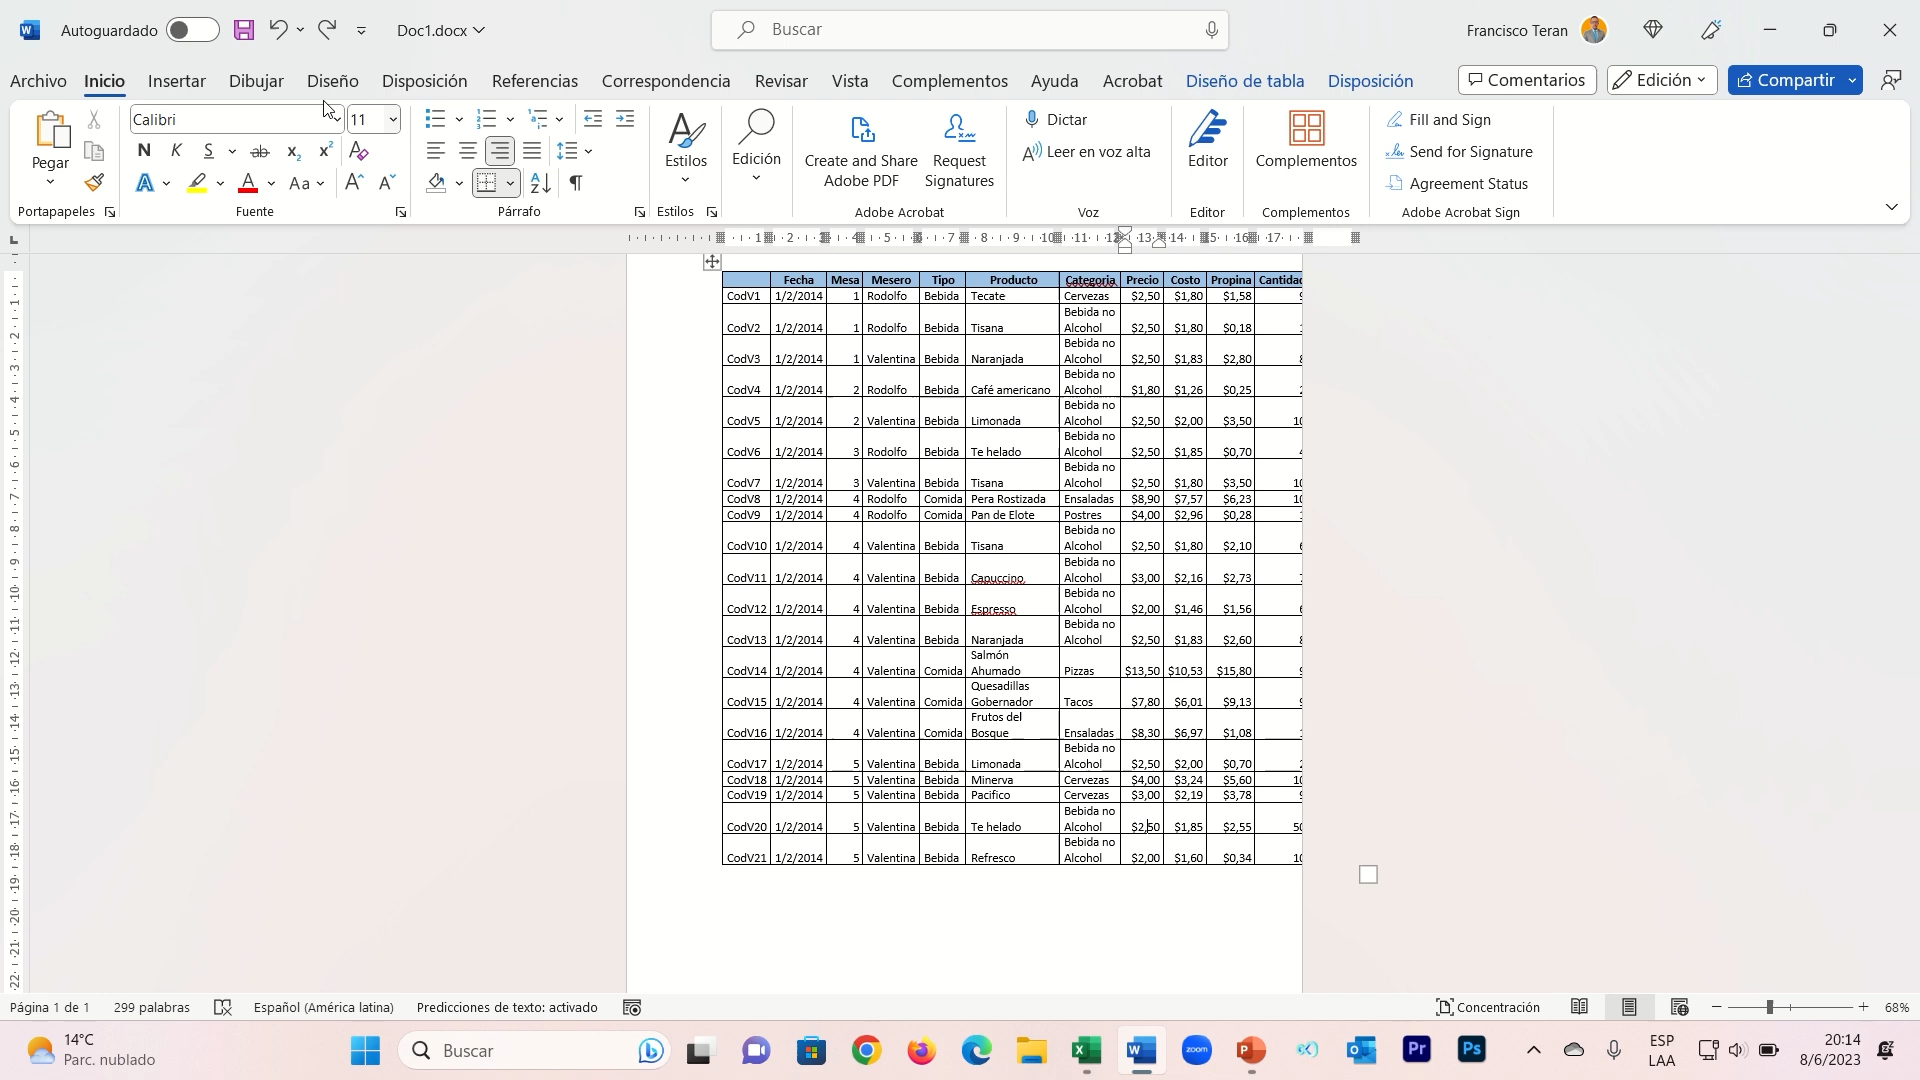 Autoguardado
Doc1.docx
Buscar
Francisco Teran
Archivo Inicio Insertar Dibujar Diseño Disposición Referencias Correspondencia Revisar Vista Complementos Ayuda Acrobat Diseño de tabla Disposición
Comentarios Edición Compartir
Pegar
Portapapeles
Calibri 11
N K S ab x₂ x²
A A Aa A A
Fuente
Párrafo
Estilos
Estilos
Edición
Create and Share Adobe PDF
Request Signatures
Adobe Acrobat
Dictar
Leer en voz alta
Voz
Editor
Editor
Complementos
Complementos
Fill and Sign
Send for Signature
Agreement Status
Adobe Acrobat Sign
Fecha Mesa Mesero Tipo Producto Categoria Precio Costo Propina Cantidad
CodV1 1/2/2014 1 Rodolfo Bebida Tecate Cervezas $2,50 $1,80 $1,58
CodV2 1/2/2014 1 Rodolfo Bebida Tisana Bebida no Alcohol $2,50 $1,80 $0,18
CodV3 1/2/2014 1 Valentina Bebida Naranjada Bebida no Alcohol $2,50 $1,83 $2,80
CodV4 1/2/2014 2 Rodolfo Bebida Café americano Bebida no Alcohol $1,80 $1,26 $0,25
CodV5 1/2/2014 2 Valentina Bebida Limonada Bebida no Alcohol $2,50 $2,00 $3,50
CodV6 1/2/2014 3 Rodolfo Bebida Te helado Bebida no Alcohol $2,50 $1,85 $0,70
CodV7 1/2/2014 3 Valentina Bebida Tisana Bebida no Alcohol $2,50 $1,80 $3,50
CodV8 1/2/2014 4 Rodolfo Comida Pera Rostizada Ensaladas $8,90 $7,57 $6,23
CodV9 1/2/2014 4 Rodolfo Comida Pan de Elote Postres $4,00 $2,96 $0,28
CodV10 1/2/2014 4 Valentina Bebida Tisana Bebida no Alcohol $2,50 $1,80 $2,10
CodV11 1/2/2014 4 Valentina Bebida Capuccino Bebida no Alcohol $3,00 $2,16 $2,73
CodV12 1/2/2014 4 Valentina Bebida Espresso Bebida no Alcohol $2,00 $1,46 $1,56
CodV13 1/2/2014 4 Valentina Bebida Naranjada Bebida no Alcohol $2,50 $1,83 $2,60
CodV14 1/2/2014 4 Valentina Comida Salmón Ahumado Pizzas $13,50 $10,53 $15,80
CodV15 1/2/2014 4 Valentina Comida Quesadillas Gobernador Tacos $7,80 $6,01 $9,13
CodV16 1/2/2014 4 Valentina Comida Frutos del Bosque Ensaladas $8,30 $6,97 $1,08
CodV17 1/2/2014 5 Valentina Bebida Limonada Bebida no Alcohol $2,50 $2,00 $0,70
CodV18 1/2/2014 5 Valentina Bebida Minerva Cervezas $4,00 $3,24 $5,60
CodV19 1/2/2014 5 Valentina Bebida Pacifico Cervezas $3,00 $2,19 $3,78
CodV20 1/2/2014 5 Valentina Bebida Te helado Bebida no Alcohol $2,50 $1,85 $2,55
CodV21 1/2/2014 5 Valentina Bebida Refresco Bebida no Alcohol $2,00 $1,60 $0,34
Página 1 de 1 299 palabras Español (América latina) Predicciones de texto: activado Concentración 68%
14°C
Parc. nublado
Buscar
zoom Pr Ps
ESP
LAA
20:14
8/6/2023